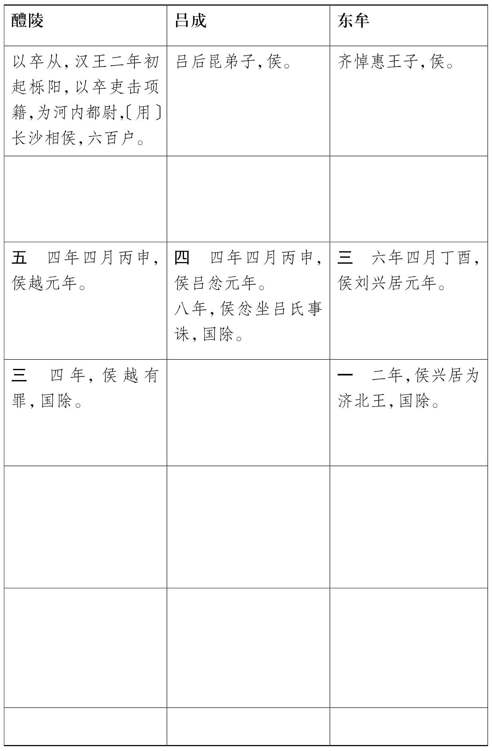 醴陵
吕成
东牟
以卒从，汉王二年初
起栎阳，以卒吏击项
籍，为河内都尉，〔用〕
长沙相侯，六百户。
吕后昆弟子，侯。
齐悼惠王子，侯。
五　四年四月丙申，
侯越元年。
四　四年四月丙申，
侯吕忿元年。
八年，侯忿坐吕氏事
诛，国除。
三　六年四月丁酉，
侯刘兴居元年。
三　四年，侯越有
罪，国除。
一　二年，侯兴居为
济北王，国除。